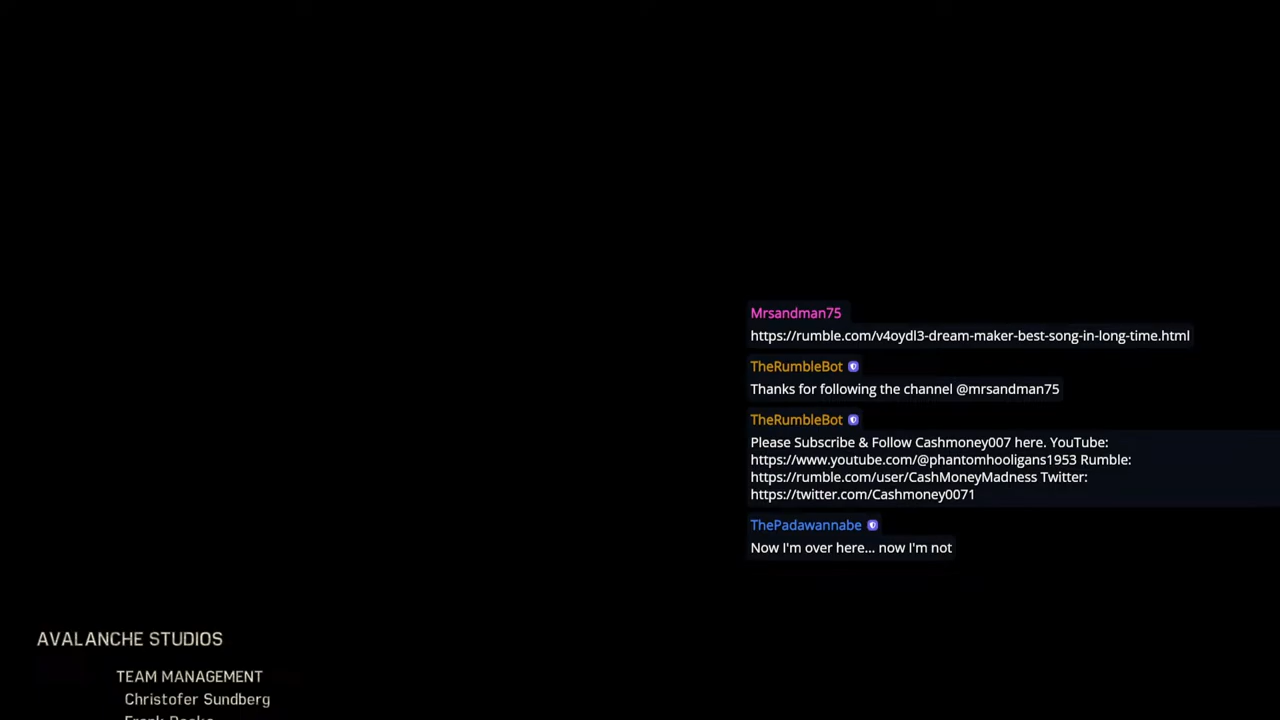 Mrsandman75
https://rumble.com/v4oydl3-dream-maker-best-song-in-long-time.html
TheRumbleBot
Thanks for following the channel @mrsandman75
TheRumbleBot
Please Subscribe & Follow Cashmoney007 here. YouTube:
https://www.youtube.com/@phantomhooligans1953 Rumble:
https://rumble.com/user/CashMoneyMadness Twitter:
https://twitter.com/Cashmoney0071
ThePadawannabe
Now I'm over here... now I'm not
AVALANCHE STUDIOS
TEAM MANAGEMENT
Christofer Sundberg